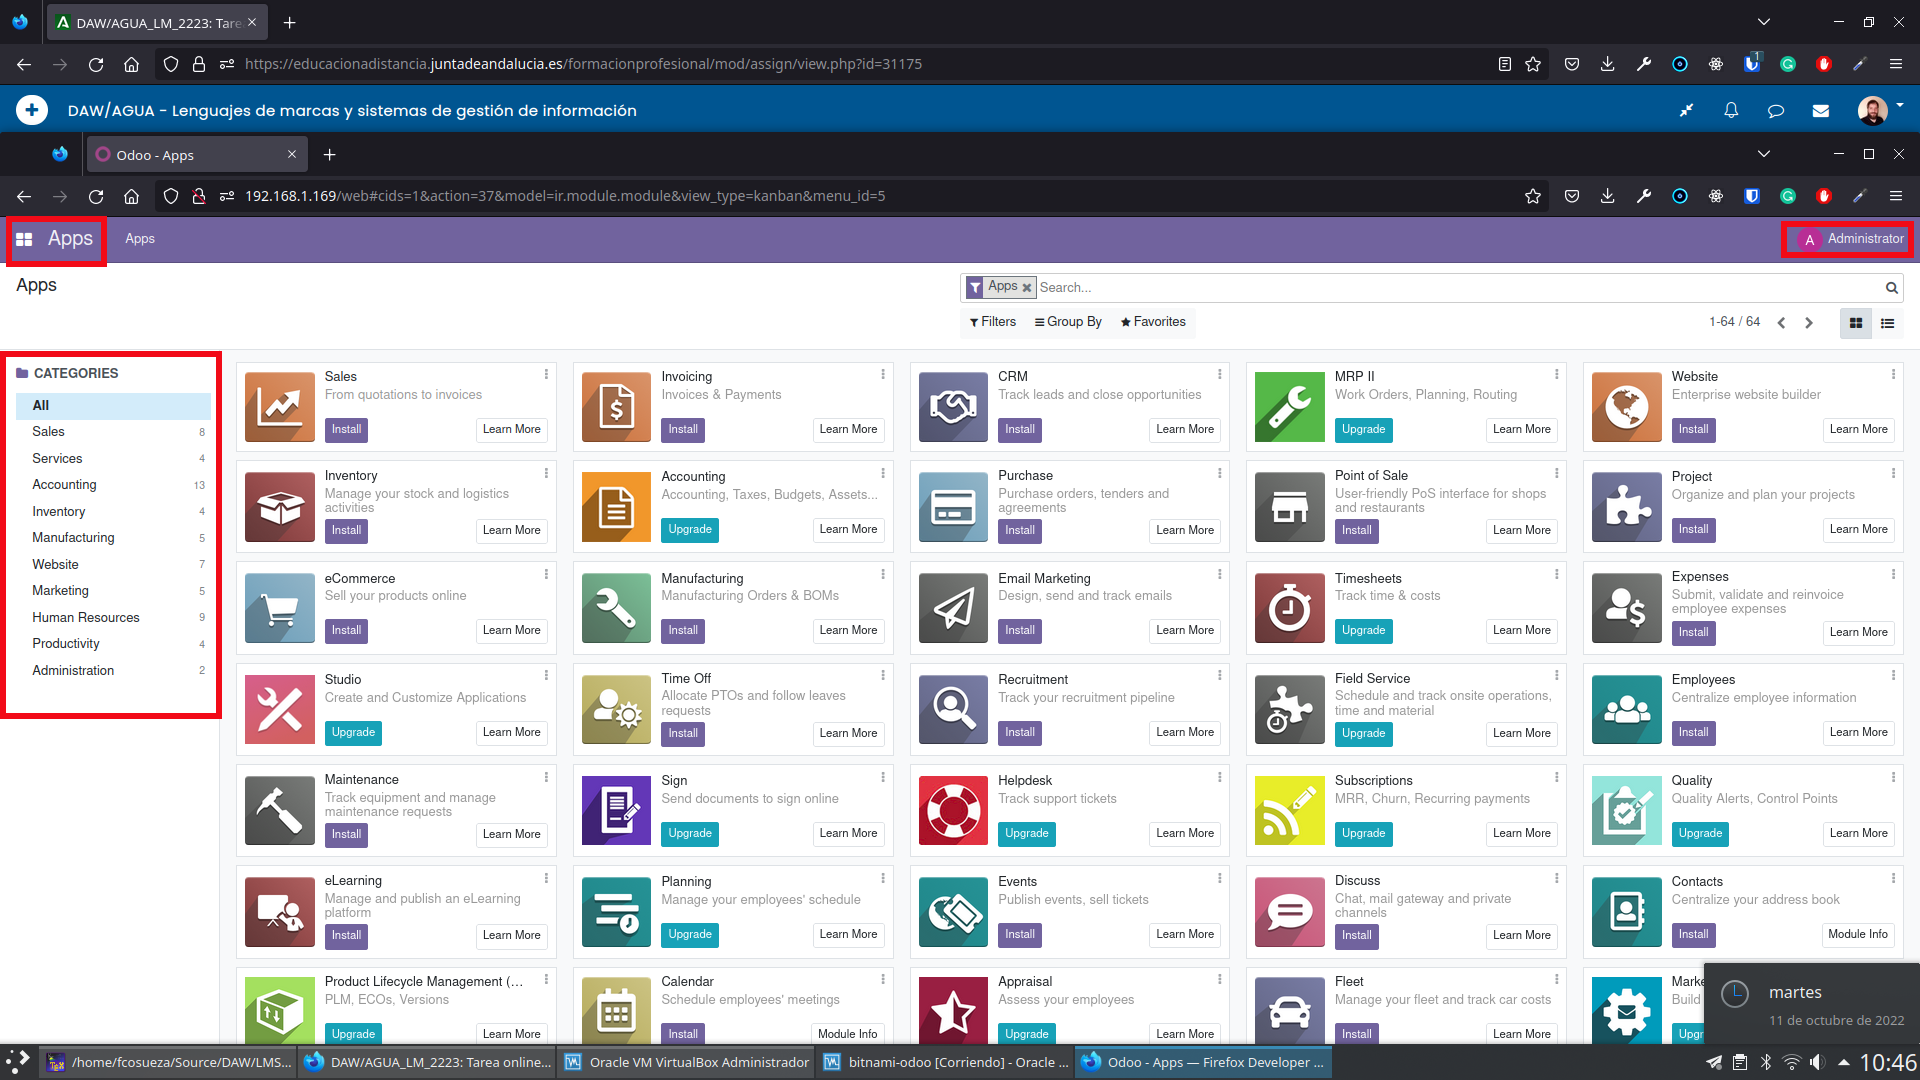 DAW/AGUA_LM_2223: Tare
https://educacionadistancia.juntadeandalucia.es/formacionprofesional/mod/assign/view.php?id=31175
1
DAW/AGUA - Lenguajes de marcas y sistemas de gestión de información
Odoo - Apps
192.168.1.169/web#cids=1&action=37&model=ir.module.module&view_type=kanban&menu_id=5
Apps Apps A Administrator
Apps
Apps Search...
Filters Group By Favorites 1-64 / 64
CATEGORIES
All
Sales 8
Services 4
Accounting 13
Inventory 4
Manufacturing 5
Website 7
Marketing 5
Human Resources 9
Productivity 4
Administration 2
Sales
From quotations to invoices
Install Learn More
Invoicing
Invoices & Payments
Install Learn More
CRM
Track leads and close opportunities
Install Learn More
MRP II
Work Orders, Planning, Routing
Upgrade Learn More
Website
Enterprise website builder
Install Learn More
Inventory
Manage your stock and logistics
activities
Install Learn More
Accounting
Accounting, Taxes, Budgets, Assets...
Upgrade Learn More
Purchase
Purchase orders, tenders and
agreements
Install Learn More
Point of Sale
User-friendly PoS interface for shops
and restaurants
Install Learn More
Project
Organize and plan your projects
Install Learn More
eCommerce
Sell your products online
Install Learn More
Manufacturing
Manufacturing Orders & BOMs
Install Learn More
Email Marketing
Design, send and track emails
Install Learn More
Timesheets
Track time & costs
Upgrade Learn More
Expenses
Submit, validate and reinvoice
employee expenses
Install Learn More
Studio
Create and Customize Applications
Upgrade Learn More
Time Off
Allocate PTOs and follow leaves
requests
Install Learn More
Recruitment
Track your recruitment pipeline
Install Learn More
Field Service
Schedule and track onsite operations,
time and material
Upgrade Learn More
Employees
Centralize employee information
Install Learn More
Maintenance
Track equipment and manage
maintenance requests
Install Learn More
Sign
Send documents to sign online
Upgrade Learn More
Helpdesk
Track support tickets
Upgrade Learn More
Subscriptions
MRR, Churn, Recurring payments
Upgrade Learn More
Quality
Quality Alerts, Control Points
Upgrade Learn More
eLearning
Manage and publish an eLearning
platform
Install Learn More
Planning
Manage your employees' schedule
Upgrade Learn More
Events
Publish events, sell tickets
Install Learn More
Discuss
Chat, mail gateway and private
channels
Install Learn More
Contacts
Centralize your address book
Install Module Info
Product Lifecycle Management (...
PLM, ECOs, Versions
Upgrade Learn More
Calendar
Schedule employees' meetings
Install Module Info
Appraisal
Assess your employees
Upgrade Learn More
Fleet
Manage your fleet and track car costs
Install Learn More
Marke
Build
Upgr
martes
11 de octubre de 2022
/home/fcosueza/Source/DAW/LMS... DAW/AGUA_LM_2223: Tarea online... Oracle VM VirtualBox Administrador bitnami-odoo [Corriendo] - Oracle ... Odoo - Apps — Firefox Developer ... 10:46